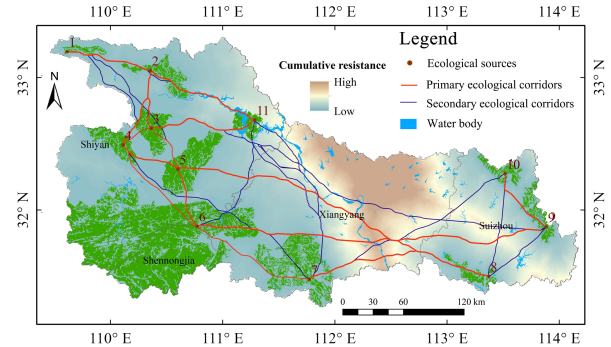 110° E
111° E
112° E
113° E
114° E
Legend
Cumulative resistance
High
Low
Ecological sources
Primary ecological corridors
Secondary ecological corridors
Water body
33° N
32° N
N
1
2
3
4
5
6
7
8
9
10
11
Shiyan
Xiangyang
Suizhou
Shennongjia
0 30 60 120 km
110° E
111° E
112° E
113° E
114° E
33° N
32° N